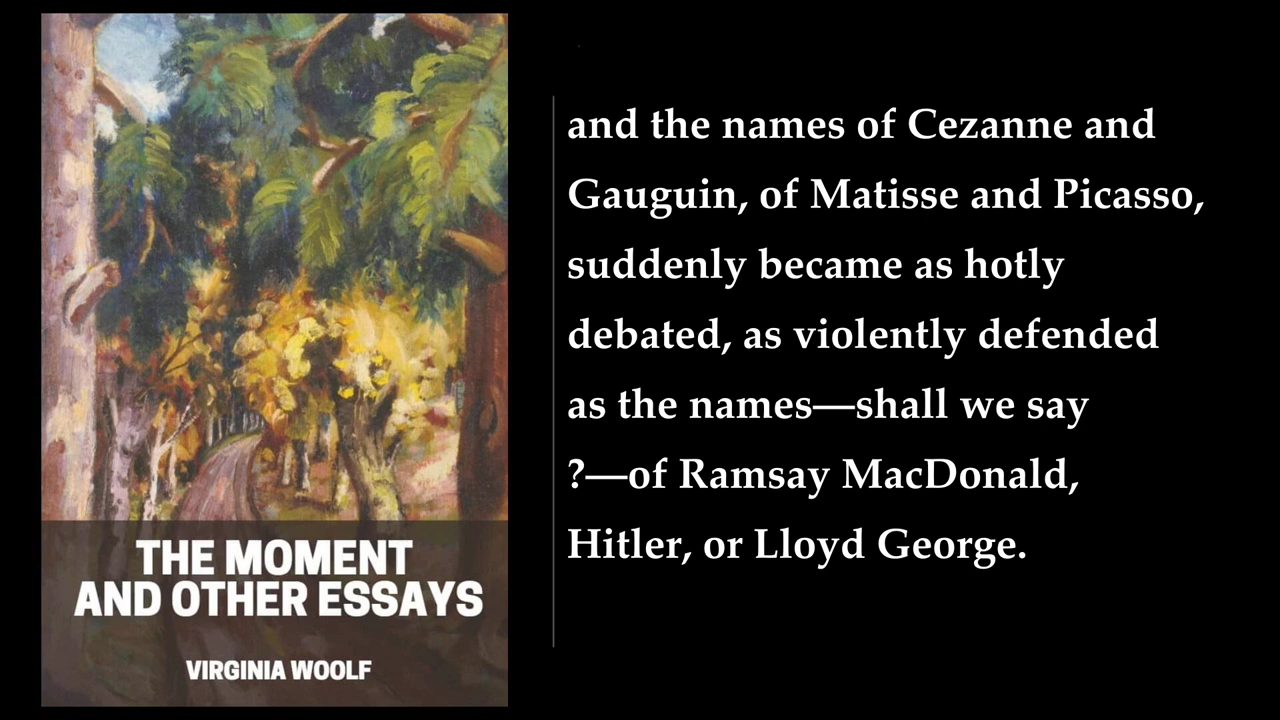 THE MOMENT
AND OTHER ESSAYS
VIRGINIA WOOLF
and the names of Cezanne and
Gauguin, of Matisse and Picasso,
suddenly became as hotly
debated, as violently defended
as the names—shall we say
?—of Ramsay MacDonald,
Hitler, or Lloyd George.